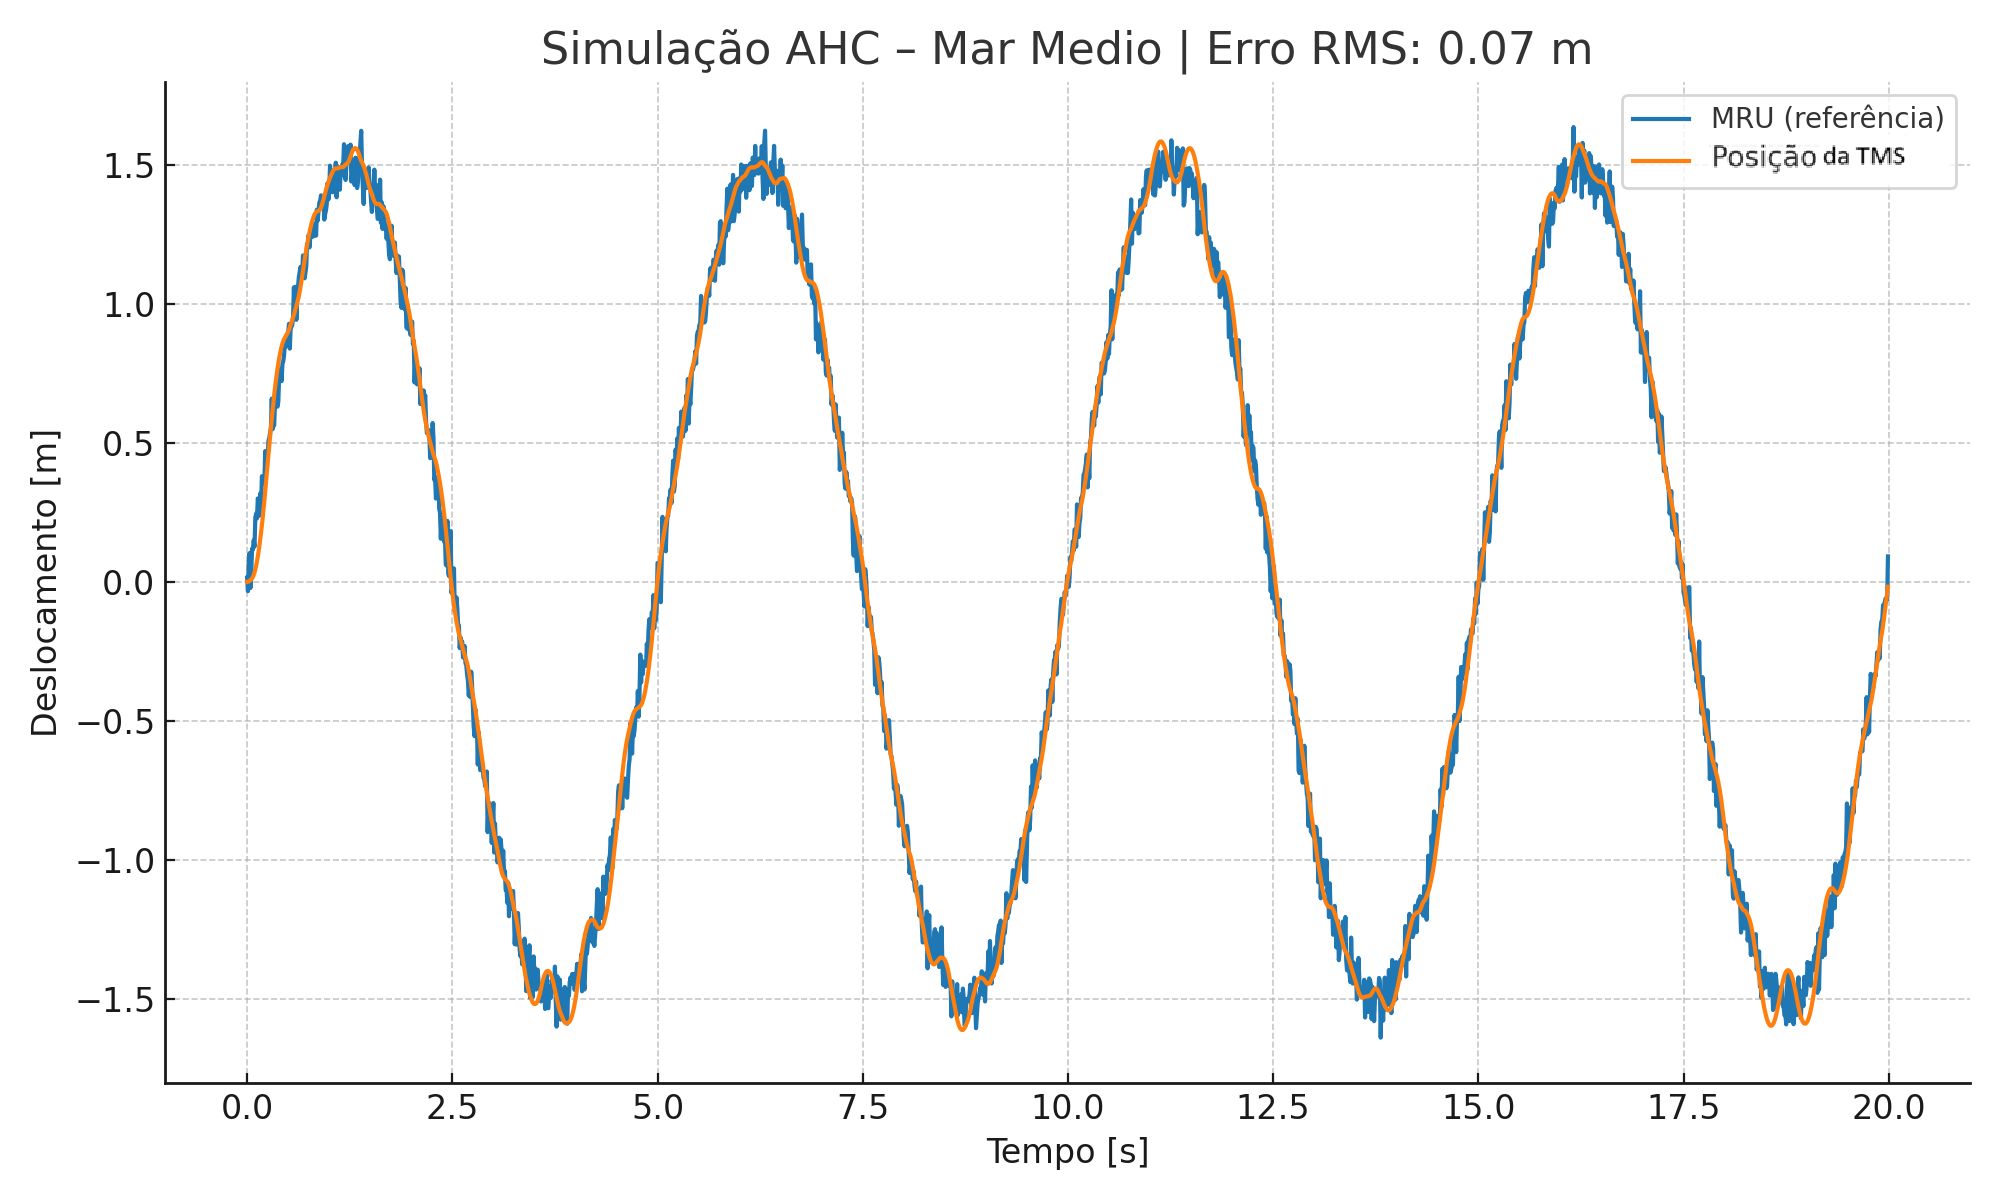 Simulação AHC – Mar Medio | Erro RMS: 0.07 m
MRU (referência)
Posição da TMS
Deslocamento [m]
1.5
1.0
0.5
0.0
−0.5
−1.0
−1.5
0.0 2.5 5.0 7.5 10.0 12.5 15.0 17.5 20.0
Tempo [s]